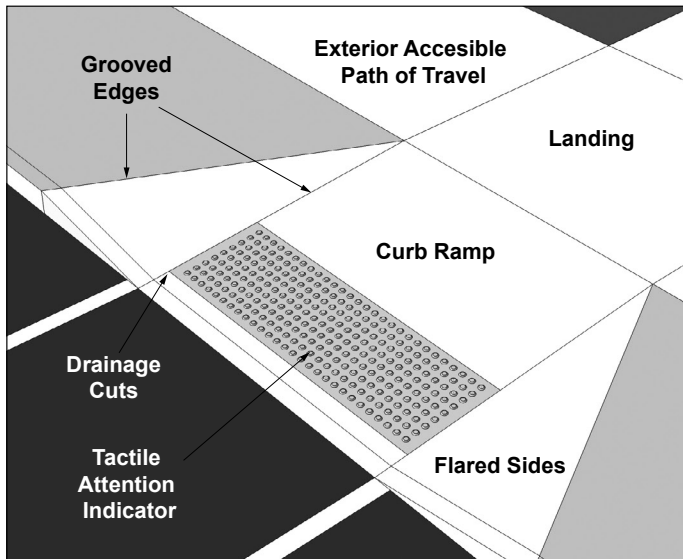 Exterior Accesible
Path of Travel
Grooved
Edges
Landing
Curb Ramp
Drainage
Cuts
Tactile
Attention
Indicator
Flared Sides